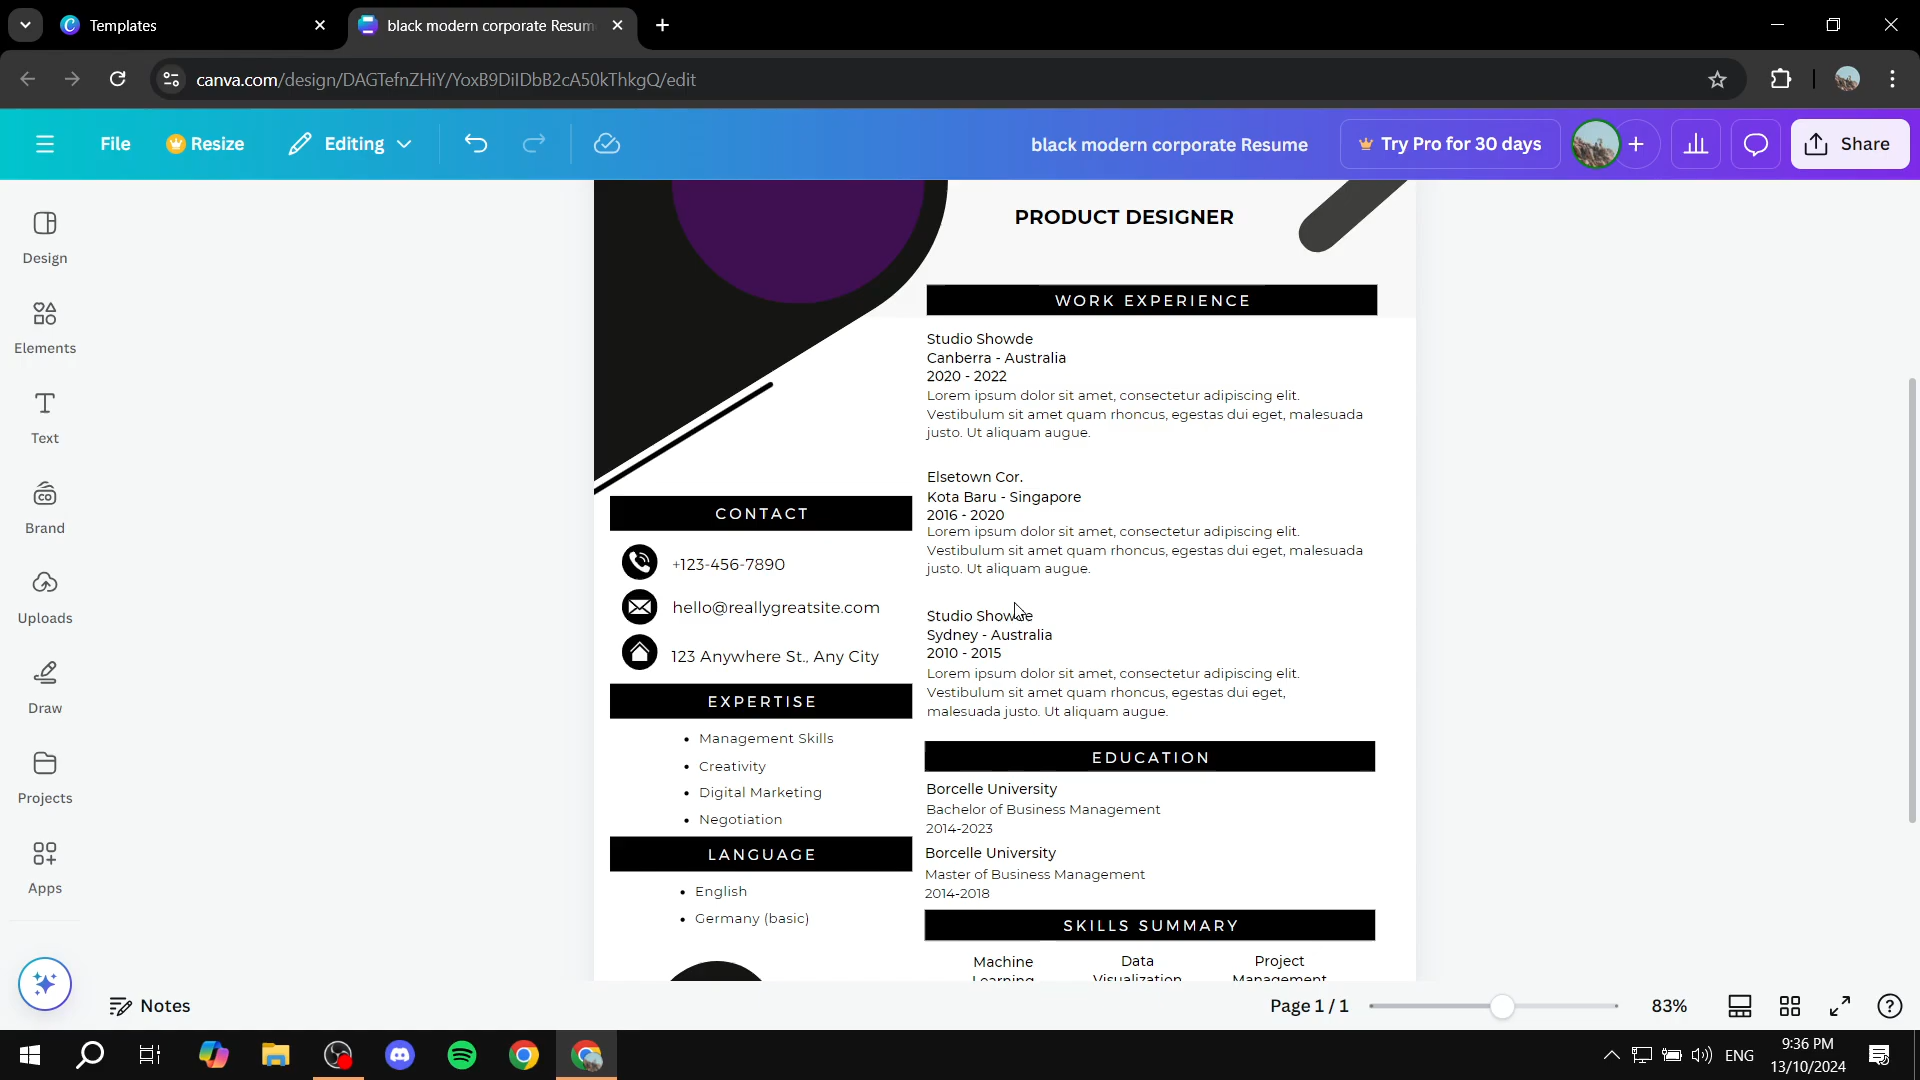 Templates
black modern corporate Resum
canva.com/design/DAGTefnZHiY/YoxB9DiIDbB2cA50kThkgQ/edit
File
Resize
Editing
black modern corporate Resume
Try Pro for 30 days
Share
Design
Elements
Text
Brand
Uploads
Draw
Projects
Apps
PRODUCT DESIGNER
WORK EXPERIENCE
Studio Showde
Canberra - Australia
2020 - 2022
Lorem ipsum dolor sit amet, consectetur adipiscing elit.
Vestibulum sit amet quam rhoncus, egestas dui eget, malesuada
justo. Ut aliquam augue.
Elsetown Cor.
Kota Baru - Singapore
2016 - 2020
Lorem ipsum dolor sit amet, consectetur adipiscing elit.
Vestibulum sit amet quam rhoncus, egestas dui eget, malesuada
justo. Ut aliquam augue.
Studio Showde
Sydney - Australia
2010 - 2015
Lorem ipsum dolor sit amet, consectetur adipiscing elit.
Vestibulum sit amet quam rhoncus, egestas dui eget,
malesuada justo. Ut aliquam augue.
CONTACT
+123-456-7890
hello@reallygreatsite.com
123 Anywhere St., Any City
EXPERTISE
• Management Skills
• Creativity
• Digital Marketing
• Negotiation
LANGUAGE
• English
• Germany (basic)
EDUCATION
Borcelle University
Bachelor of Business Management
2014-2023
Borcelle University
Master of Business Management
2014-2018
SKILLS SUMMARY
Machine
Learning
Data
Visualization
Project
Management
Notes
Page 1 / 1
83%
ENG
9:36 PM
13/10/2024